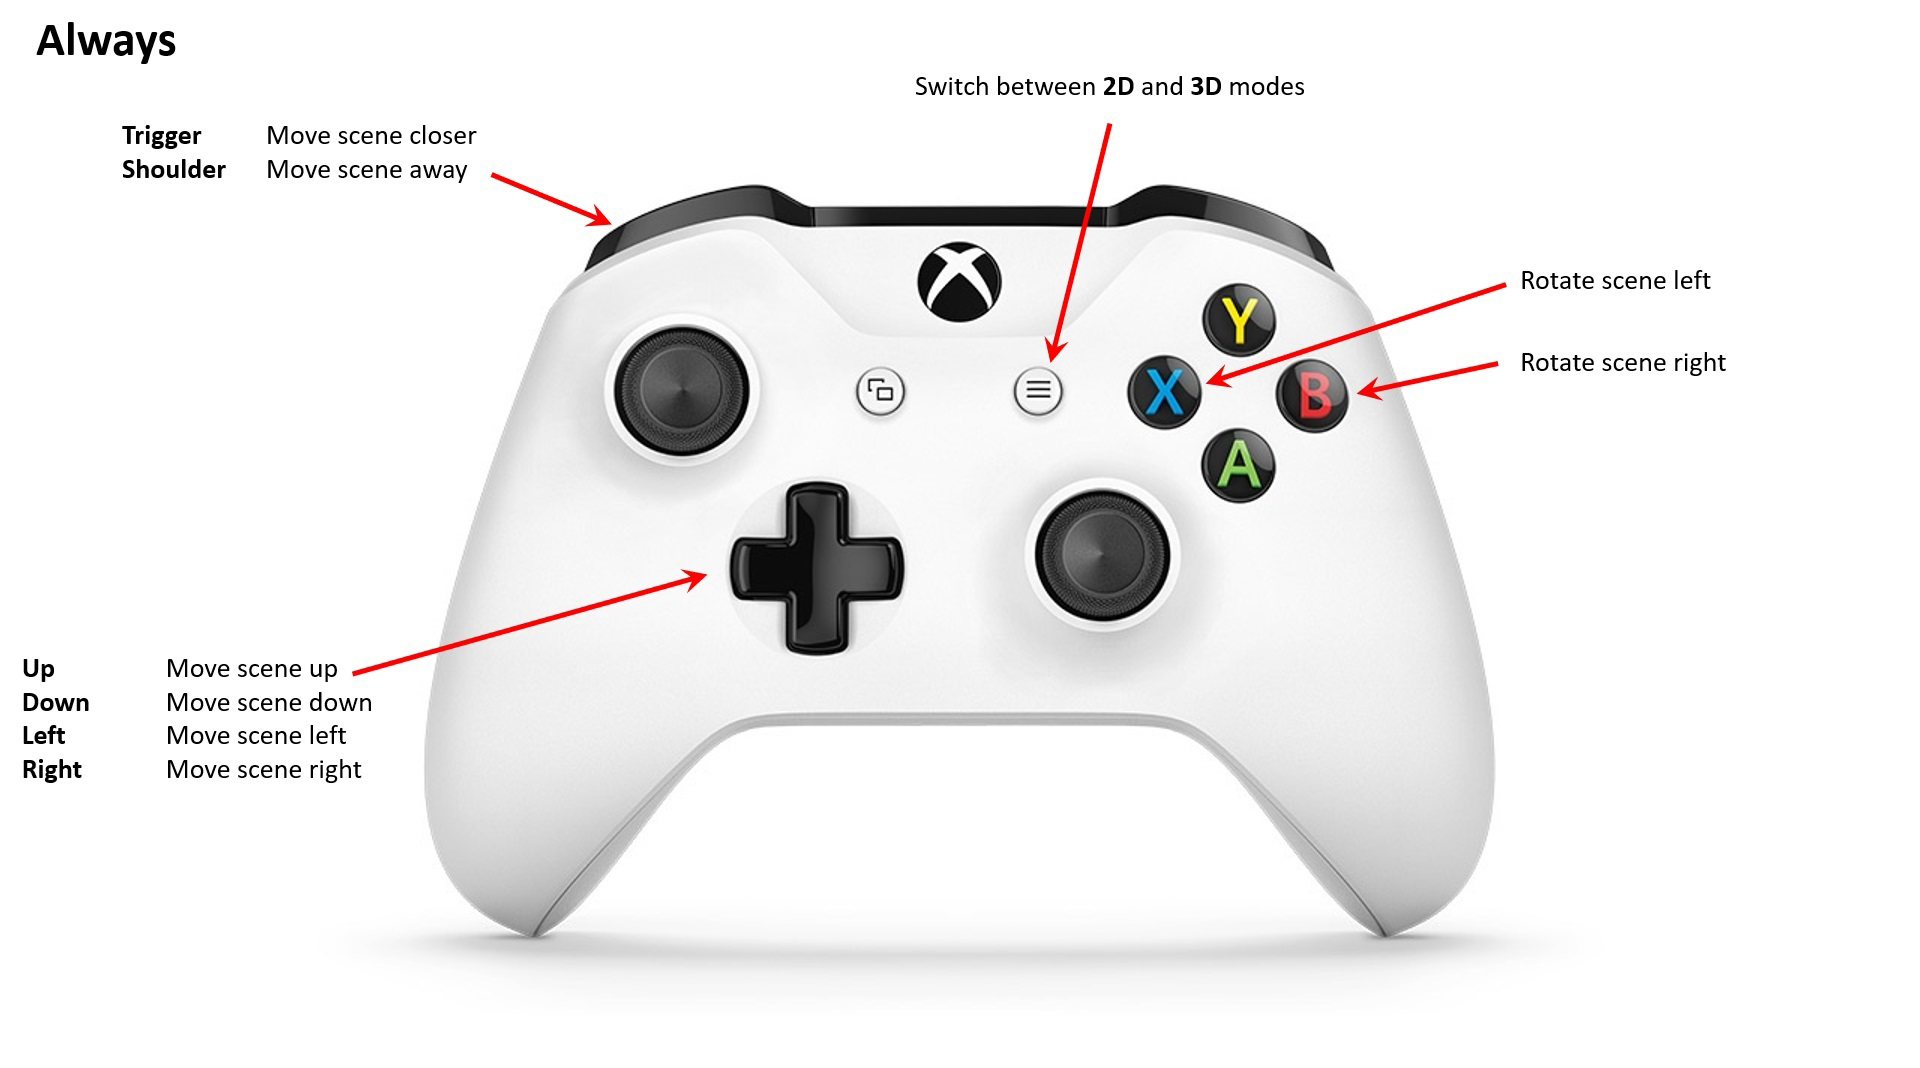 Always
Switch between 2D and 3D modes
Trigger Move scene closer
Shoulder Move scene away
Rotate scene left
Rotate scene right
Y
X
B
A
Up Move scene up
Down Move scene down
Left Move scene left
Right Move scene right